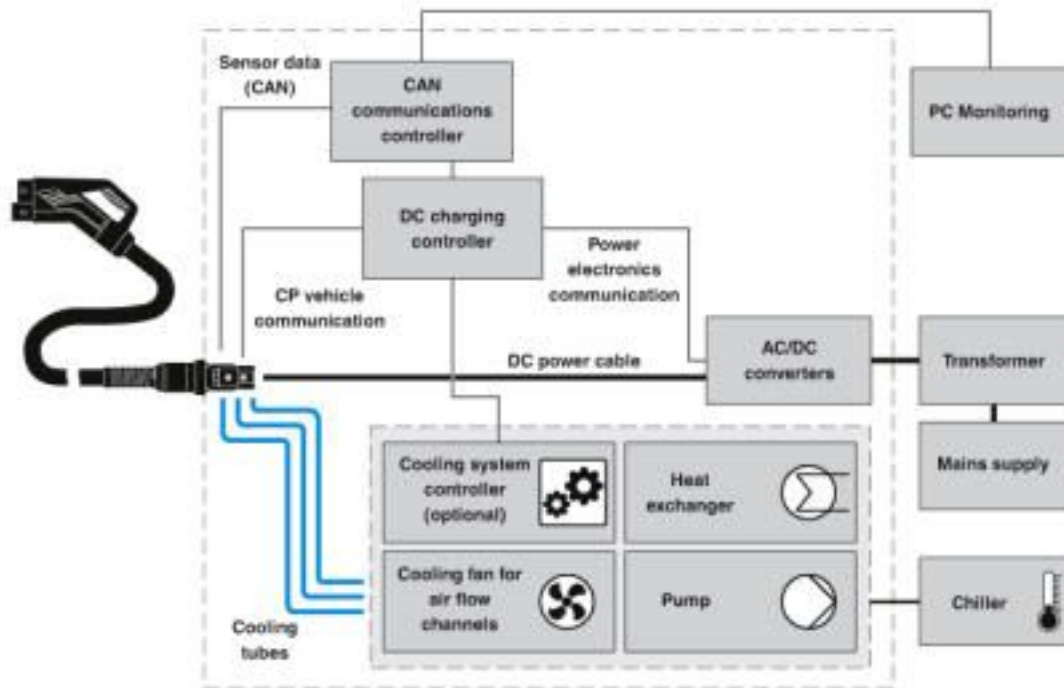 Sensor data
(CAN)
CAN
communications
controller
PC Monitoring
DC charging
controller
Power
electronics
communication
CP vehicle
communication
DC power cable
AC/DC
converters
Transformer
Mains supply
Cooling system
controller
(optional)
Heat
exchanger
Cooling fan for
air flow
channels
Pump
Chiller
Cooling
tubes